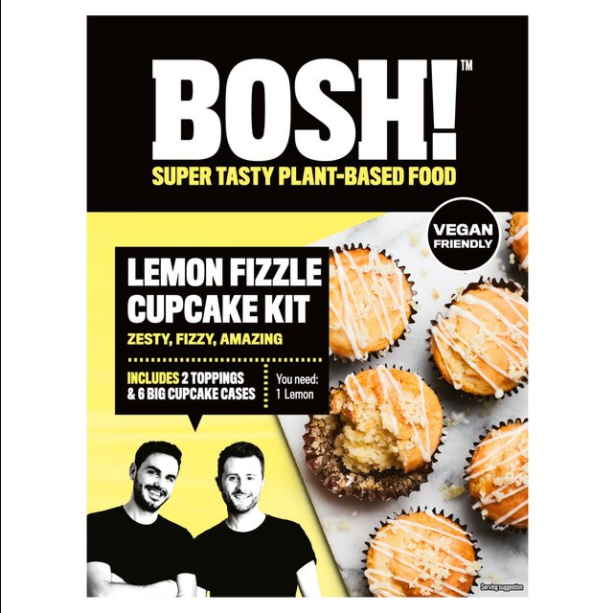 BOSH!™
SUPER TASTY PLANT-BASED FOOD
VEGAN
FRIENDLY
LEMON FIZZLE
CUPCAKE KIT
ZESTY, FIZZY, AMAZING
INCLUDES 2 TOPPINGS
& 6 BIG CUPCAKE CASES
You need:
1 Lemon
Serving suggestion